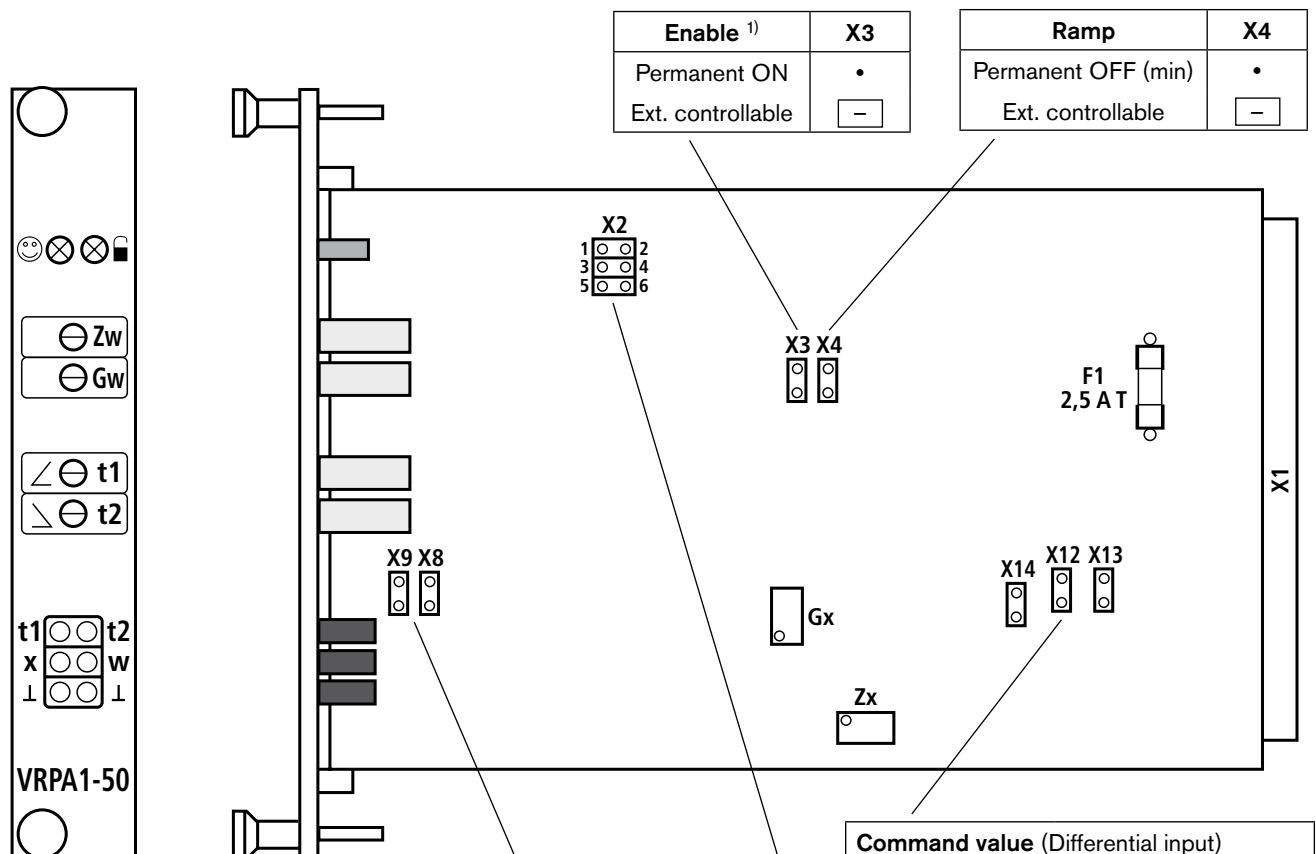 Enable 1) X3
Permanent ON •
Ext. controllable –
Ramp X4
Permanent OFF (min) •
Ext. controllable –
Zw
Gw
t1
t2
t1 t2
x w
⊥ ⊥
VRPA1-50
X2
1 2
3 4
5 6
X3 X4
F1
2,5 A T
X1
X9 X8
X14 X12 X13
Gx
Zx
Command value (Differential input)